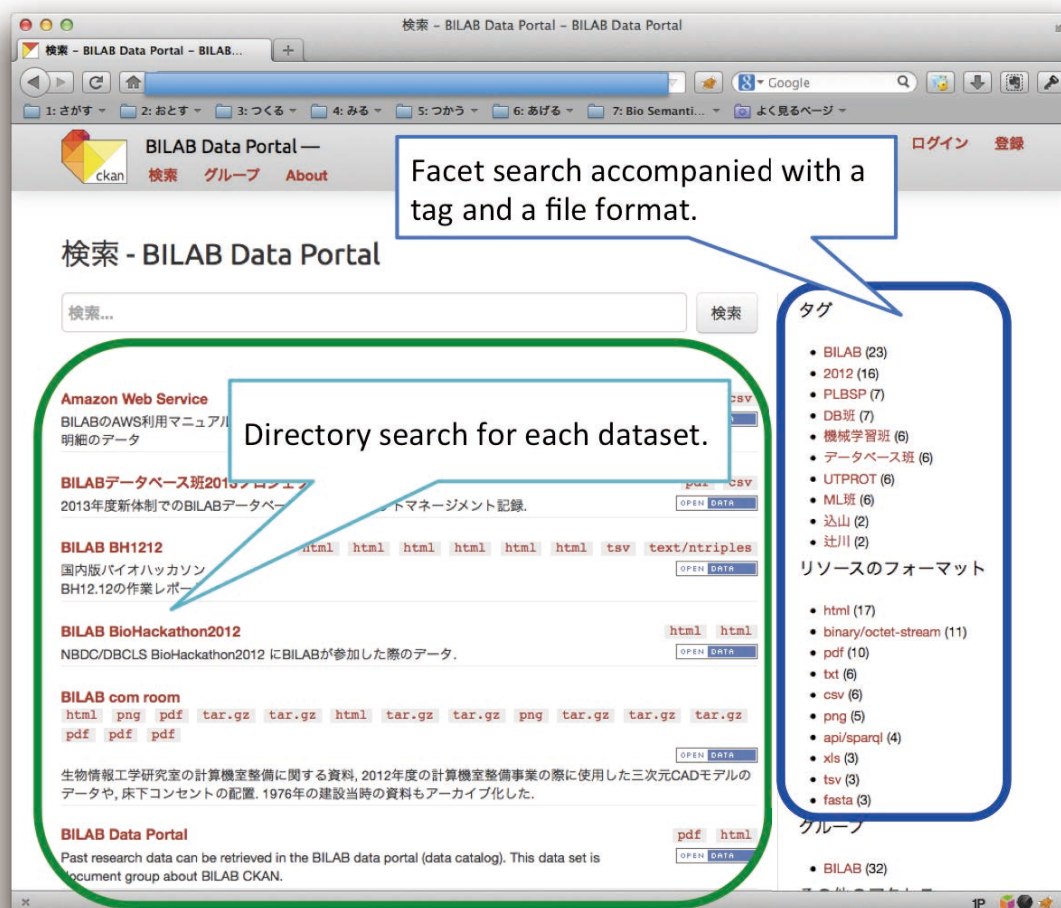 検索 – BILAB Data Portal – BILAB Data Portal
検索 – BILAB Data Portal – BILAB...
Google
1: さがす 2: おとす 3: つくる 4: みる 5: つかう 6: あげる 7: Bio Semanti... よく見るページ
ckan
BILAB Data Portal —
検索 グループ About
ログイン 登録
Facet search accompanied with a
tag and a file format.
検索 - BILAB Data Portal
検索...
検索
Amazon Web Service
csv
BILABのAWS利用マニュアル
明細のデータ
Directory search for each dataset.
BILABデータベース班2013プロジェク
pdf csv
2013年度新体制でのBILABデータベー
トマネージメント記録.
OPEN DATA
BILAB BH1212
html html html html html html tsv text/ntriples
国内版バイオハッカソン
OPEN DATA
BH12.12の作業レポー
BILAB BioHackathon2012
html html
NBDC/DBCLS BioHackathon2012 にBILABが参加した際のデータ.
OPEN DATA
BILAB com room
html png pdf tar.gz tar.gz html tar.gz tar.gz png tar.gz tar.gz tar.gz
pdf pdf pdf
OPEN DATA
生物情報工学研究室の計算機室整備に関する資料, 2012年度の計算機室整備事業の際に使用した三次元CADモデルの
データや, 床下コンセントの配置. 1976年の建設当時の資料もアーカイブ化した.
BILAB Data Portal
pdf html
Past research data can be retrieved in the BILAB data portal (data catalog). This data set is
OPEN DATA
document group about BILAB CKAN.
タグ
BILAB (23)
2012 (16)
PLBSP (7)
DB班 (7)
機械学習班 (6)
データベース班 (6)
UTPROT (6)
ML班 (6)
込山 (2)
辻川 (2)
リソースのフォーマット
html (17)
binary/octet-stream (11)
pdf (10)
txt (6)
csv (6)
png (5)
api/sparql (4)
xls (3)
tsv (3)
fasta (3)
グループ
BILAB (32)
1P